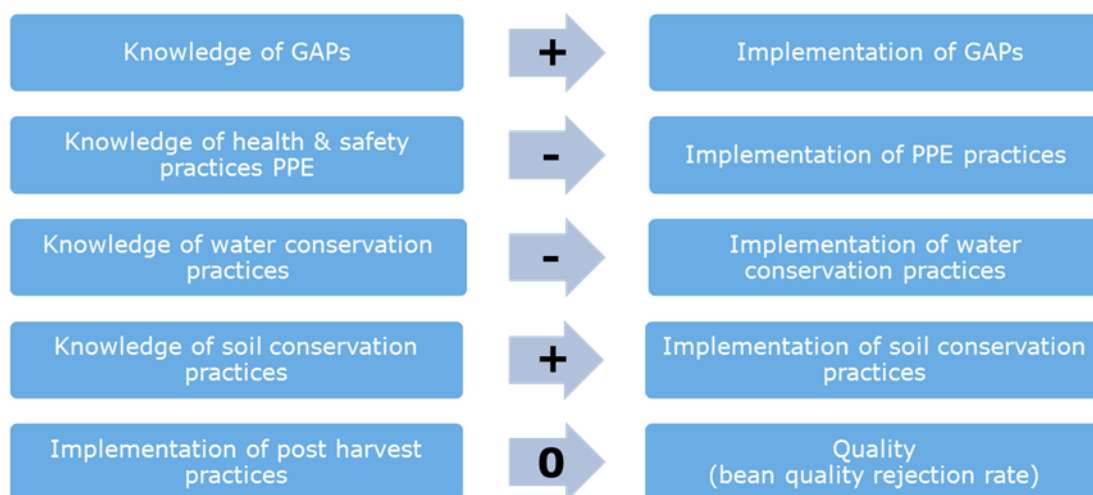 Knowledge of GAPs
+
Implementation of GAPs
Knowledge of health & safety
practices PPE
-
Implementation of PPE practices
Knowledge of water conservation
practices
-
Implementation of water
conservation practices
Knowledge of soil conservation
practices
+
Implementation of soil conservation
practices
Implementation of post harvest
practices
0
Quality
(bean quality rejection rate)